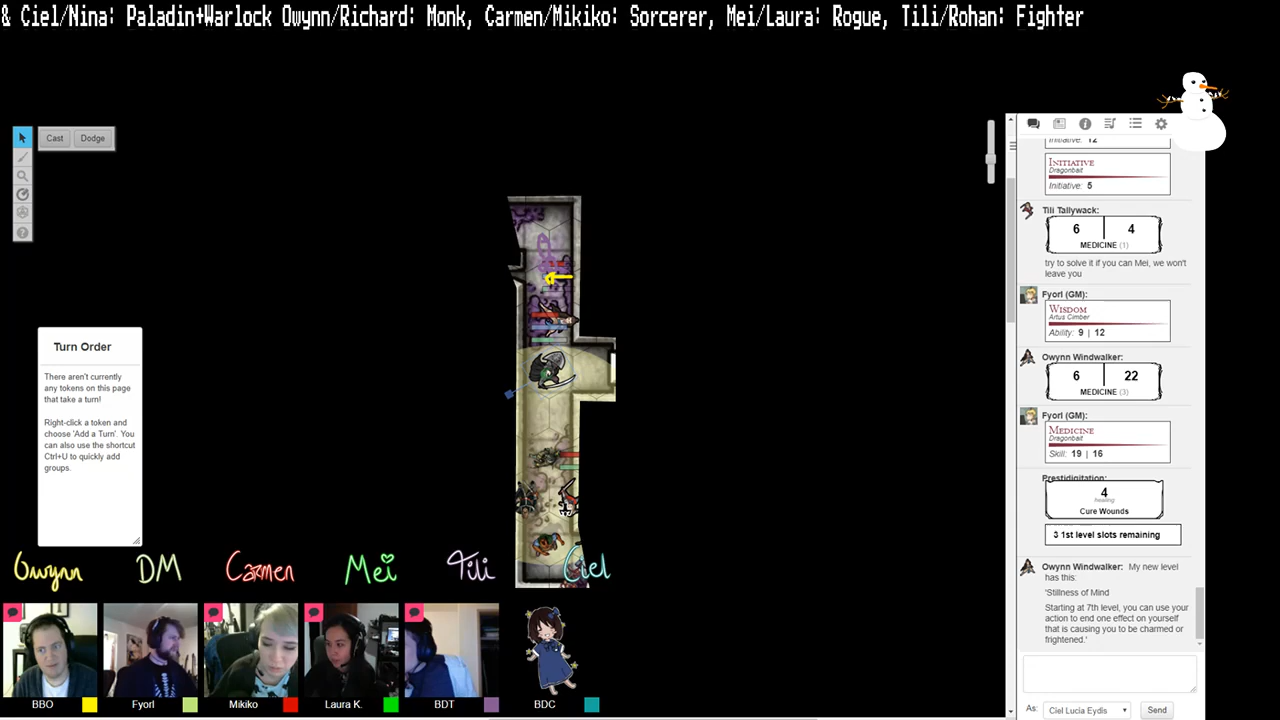 & Ciel/Nina: Paladin+Warlock Owynn/Richard: Monk, Carmen/Mikiko: Sorcerer, Mei/Laura: Rogue, Tili/Rohan: Fighter
Cast Dodge
Turn Order
There aren't currently
any tokens on this page
that take a turn!
Right-click a token and
choose 'Add a Turn'. You
can also use the shortcut
Ctrl+U to quickly add
groups.
Initiative: 12
Initiative
Dragonbait
Initiative: 5
Tili Tallywack:
6 4
MEDICINE (1)
try to solve it if you can Mei, we won't
leave you
Fyorl (GM):
Wisdom
Artus Cimber
Ability: 9 | 12
Owynn Windwalker:
6 22
MEDICINE (3)
Fyorl (GM):
Medicine
Dragonbait
Skill: 19 | 16
Prestidigitation:
4
healing
Cure Wounds
3 1st level slots remaining
Owynn Windwalker: My new level
has this:
'Stillness of Mind
Starting at 7th level, you can use your
action to end one effect on yourself
that is causing you to be charmed or
frightened.'
As: Ciel Lucia Eydis Send
Owynn DM Carmen Mei Tili Ciel
BBO Fyorl Mikiko Laura K. BDT BDC